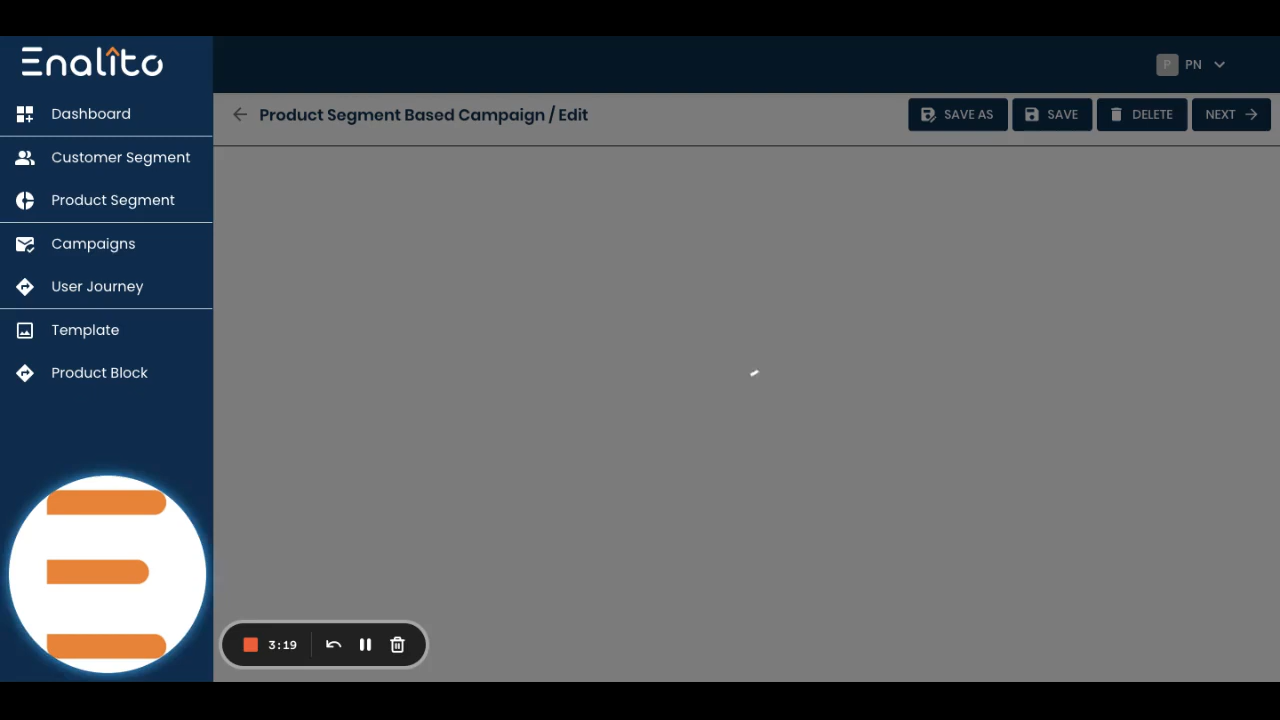 Enalito
P PN
Dashboard
Product Segment Based Campaign / Edit
SAVE AS
SAVE
DELETE
NEXT
Customer Segment
Product Segment
Campaigns
User Journey
Template
Product Block
3:19